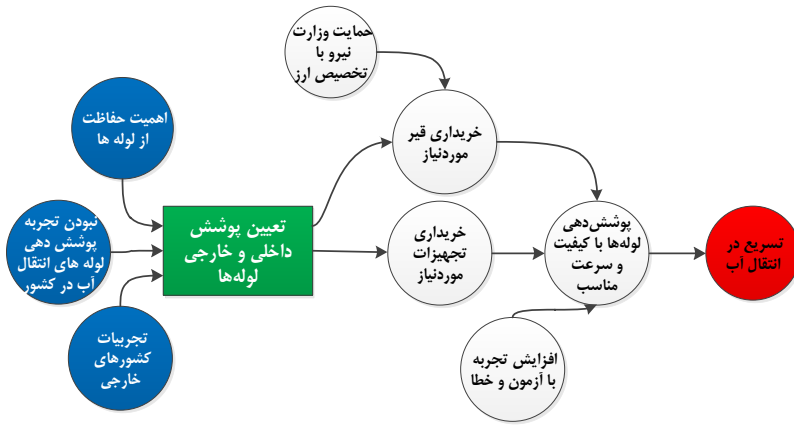 حمایت وزارت
نیرو با
تخصیص ارز
اهمیت حفاظت
از لوله ها
خریداری قیر
موردنیاز
نبودن تجربه
پوشش دهی
لوله های انتقال
آب در کشور
تعیین پوشش
داخلی و خارجی
لوله‌ها
خریداری
تجهیزات
موردنیاز
پوشش‌دهی
لوله‌ها با کیفیت
و سرعت
مناسب
تسریع در
انتقال آب
تجربیات
کشورهای
خارجی
افزایش تجربه
با آزمون و خطا